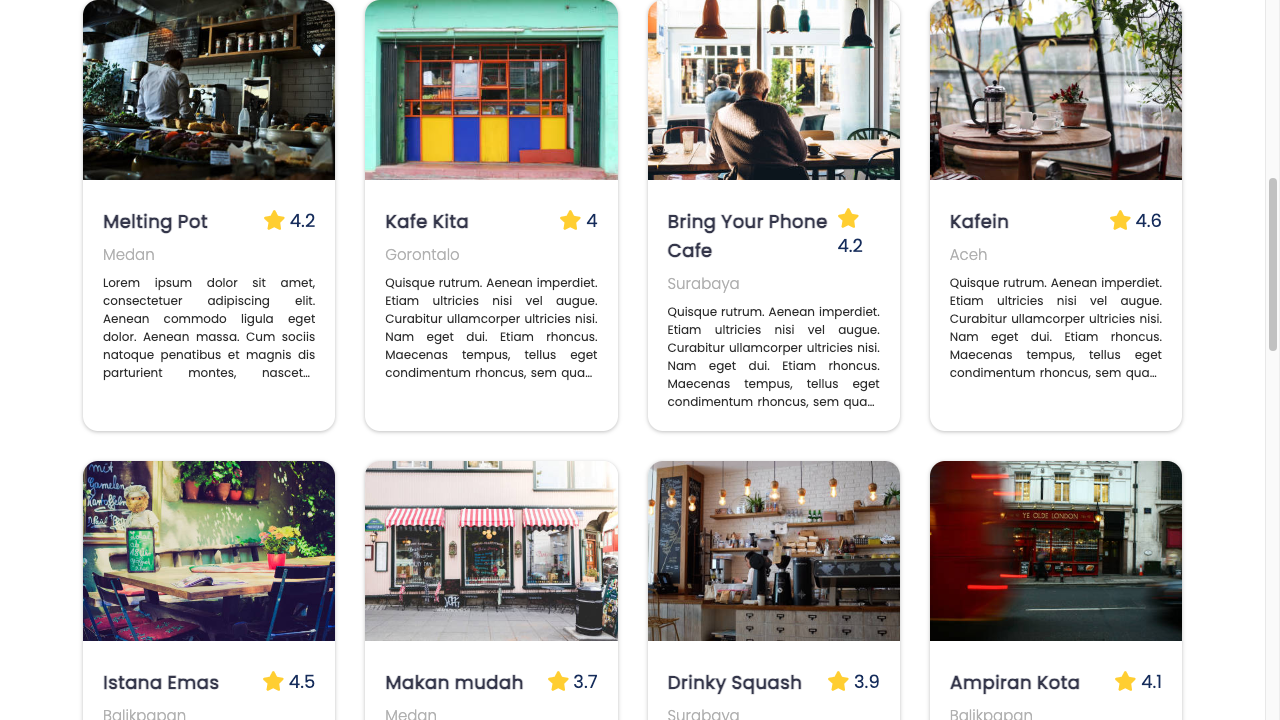 Melting Pot
4.2
Medan
Lorem ipsum dolor sit amet,
consectetuer adipiscing elit.
Aenean commodo ligula eget
dolor. Aenean massa. Cum sociis
natoque penatibus et magnis dis
parturient montes, nascet…
Kafe Kita
4
Gorontalo
Quisque rutrum. Aenean imperdiet.
Etiam ultricies nisi vel augue.
Curabitur ullamcorper ultricies nisi.
Nam eget dui. Etiam rhoncus.
Maecenas tempus, tellus eget
condimentum rhoncus, sem qua…
Bring Your Phone
Cafe
4.2
Surabaya
Quisque rutrum. Aenean imperdiet.
Etiam ultricies nisi vel augue.
Curabitur ullamcorper ultricies nisi.
Nam eget dui. Etiam rhoncus.
Maecenas tempus, tellus eget
condimentum rhoncus, sem qua…
Kafein
4.6
Aceh
Quisque rutrum. Aenean imperdiet.
Etiam ultricies nisi vel augue.
Curabitur ullamcorper ultricies nisi.
Nam eget dui. Etiam rhoncus.
Maecenas tempus, tellus eget
condimentum rhoncus, sem qua…
mit
Gamelen
Istana Emas
4.5
Balikpapan
Makan mudah
3.7
Medan
Drinky Squash
3.9
Surabaya
YE OLDE LONDON
Ampiran Kota
4.1
Balikpapan